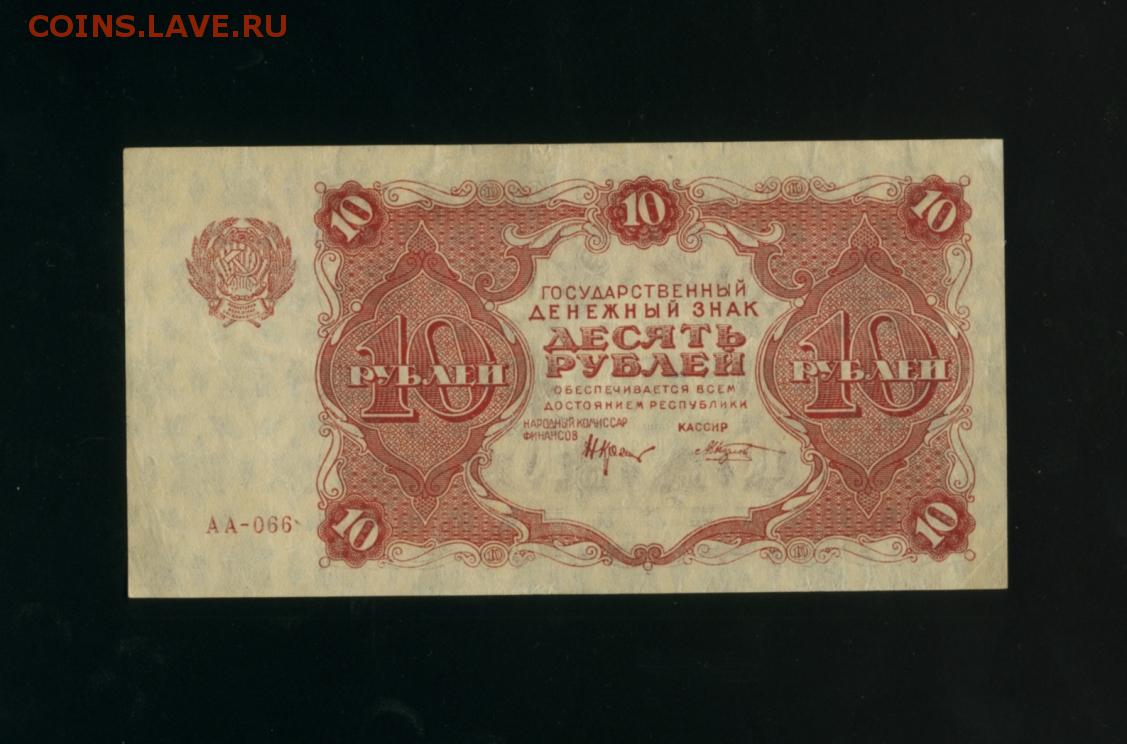 COINS.LAVE.RU
10 10 10
ГОСУДАРСТВЕННЫЙ
ДЕНЕЖНЫЙ ЗНАК
ДЕСЯТЬ
РУБЛЕЙ
10 РУБЛЕЙ
10 РУБЛЕЙ
ОБЕСПЕЧИВАЕТСЯ ВСЕМ
ДОСТОЯНИЕМ РЕСПУБЛИКИ
НАРОДНЫЙ КОМИССАР
ФИНАНСОВ
КАССИР
АА-066
10 10